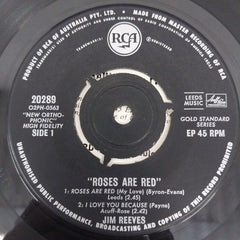 PRODUCT OF RCA OF AUSTRALIA PTY. LTD. MADE FROM MASTER RECORDING OF RCA
RCA
20289
O2PH-0563
"NEW ORTHO-
PHONIC"
HIGH FIDELITY
SIDE 1
LEEDS
MUSIC
GOLD STANDARD
SERIES
EP 45 RPM
"ROSES ARE RED"
1: ROSES ARE RED (My Love) (Byron-Evans)
Leeds (2.45)
2: I LOVE YOU BECAUSE (Payne)
Acuff-Rose (2.42)
JIM REEVES
UNAUTHORISED PUBLIC PERFORMANCE, BROADCASTING AND COPYING OF THIS RECORD PROHIBITED